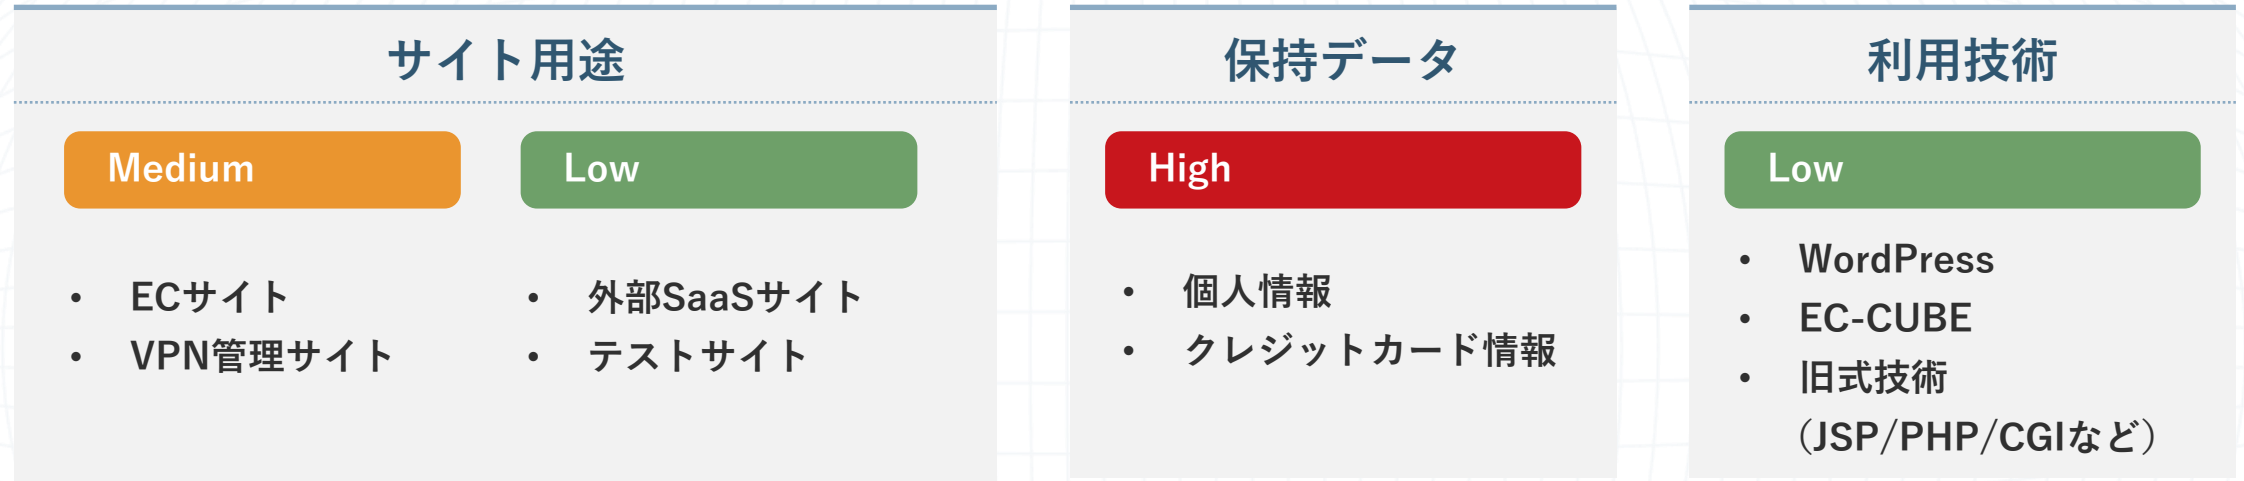 サイト用途
Medium
• ECサイト
• VPN管理サイト
Low
• 外部SaaSサイト
• テストサイト
保持データ
High
• 個人情報
• クレジットカード情報
利用技術
Low
• WordPress
• EC-CUBE
• 旧式技術
（JSP/PHP/CGIなど）